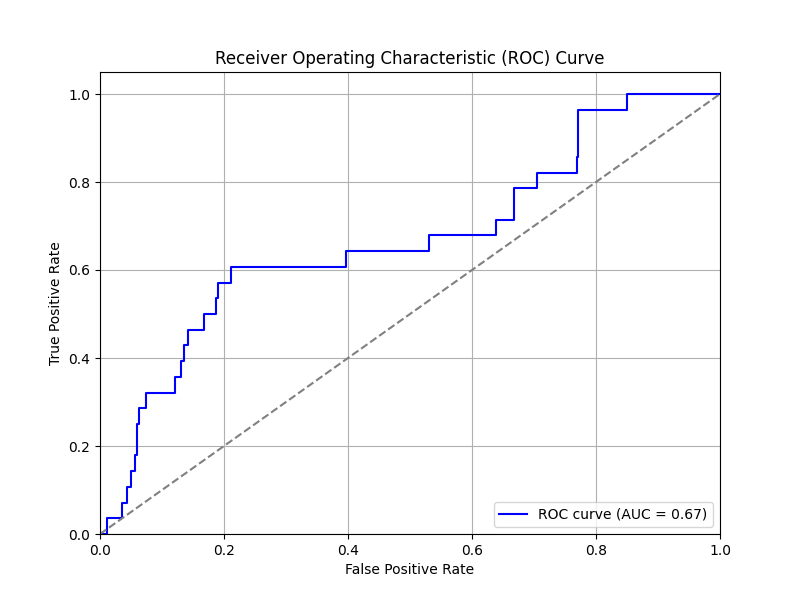 Receiver Operating Characteristic (ROC) Curve
1.0
0.8
0.6
0.4
0.2
0.0
True Positive Rate
ROC curve (AUC = 0.67)
0.0 0.2 0.4 0.6 0.8 1.0
False Positive Rate